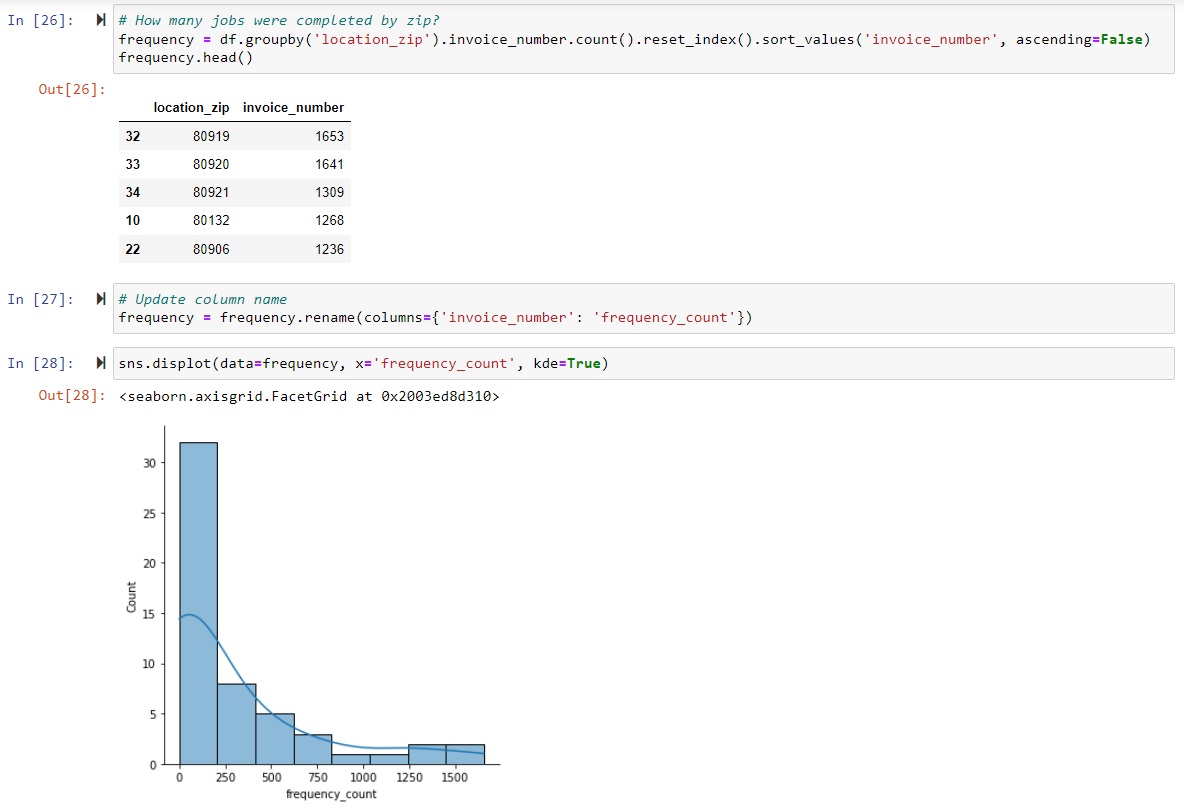 In [26]:
# How many jobs were completed by zip?
frequency = df.groupby('location_zip').invoice_number.count().reset_index().sort_values('invoice_number', ascending=False)
frequency.head()
Out[26]:
location_zip invoice_number
32 80919 1653
33 80920 1641
34 80921 1309
10 80132 1268
22 80906 1236
In [27]:
# Update column name
frequency = frequency.rename(columns={'invoice_number': 'frequency_count'})
In [28]:
sns.displot(data=frequency, x='frequency_count', kde=True)
Out[28]: <seaborn.axisgrid.FacetGrid at 0x2003ed8d310>
30
25
20
15
10
5
0
Count
0 250 500 750 1000 1250 1500
frequency_count